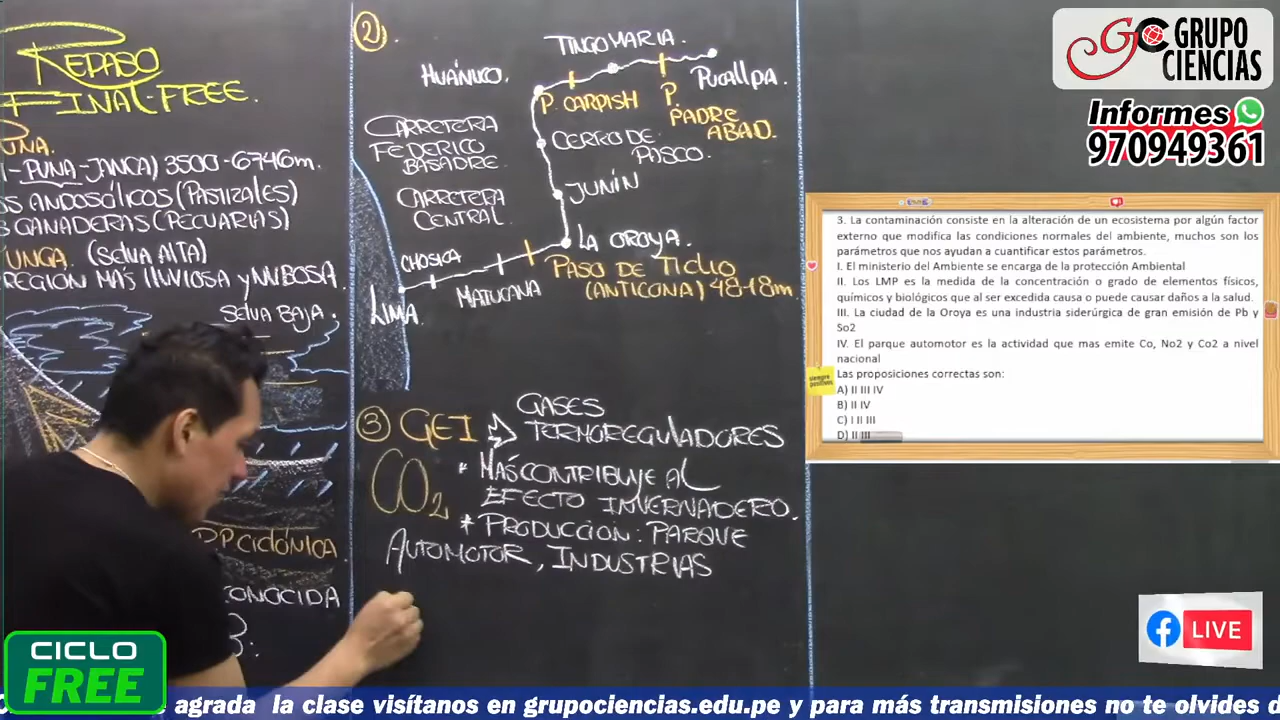 REPASO
FINAL-FREE.
PUNA.
- PUNA-JANCA) 3500-6746m.
OS ANDOSÓLICOS (PASTIZALES)
GANADERAS (PECUARIAS)
UNGA. (SELVA ALTA)
REGION MÁS LLUVIOSA y NUBOSA.
SELVA BAJA.
DP. CICLÓNICA
CONOCIDA
2)
TINGO MARIA.
HUÁNUCO.
PUCALLPA.
P. CARPISH
P. PADRE ABAD.
CARRETERA
FEDERICO
BASADRE.
CERRO DE
PASCO.
CARRETERA
CENTRAL.
JUNÍN
LA OROYA.
CHOSICA
PASO DE TICLIO
(ANTICONA) 4818m.
MATUCANA
LIMA.
3 GEI
GASES
TERMOREGULADORES
CO2
* MÁS CONTRIBUYE AL
EFECTO INVERNADERO.
* PRODUCCION: PARQUE
AUTOMOTOR, INDUSTRIAS
GC GRUPO
CIENCIAS
Informes
970949361
3. La contaminación consiste en la alteración de un ecosistema por algún factor
externo que modifica las condiciones normales del ambiente, muchos son los
parámetros que nos ayudan a cuantificar estos parámetros.
I. El ministerio del Ambiente se encarga de la protección Ambiental
II. Los LMP es la medida de la concentración o grado de elementos físicos,
químicos y biológicos que al ser excedida causa o puede causar daños a la salud.
III. La ciudad de la Oroya es una industria siderúrgica de gran emisión de Pb y
So2
IV. El parque automotor es la actividad que mas emite Co, No2 y Co2 a nivel
nacional
Las proposiciones correctas son:
A) II III IV
B) II IV
C) I II III
D) II III
siempre
positivos
f LIVE
CICLO
FREE
agrada la clase visítanos en grupociencias.edu.pe y para más transmisiones no te olvides d